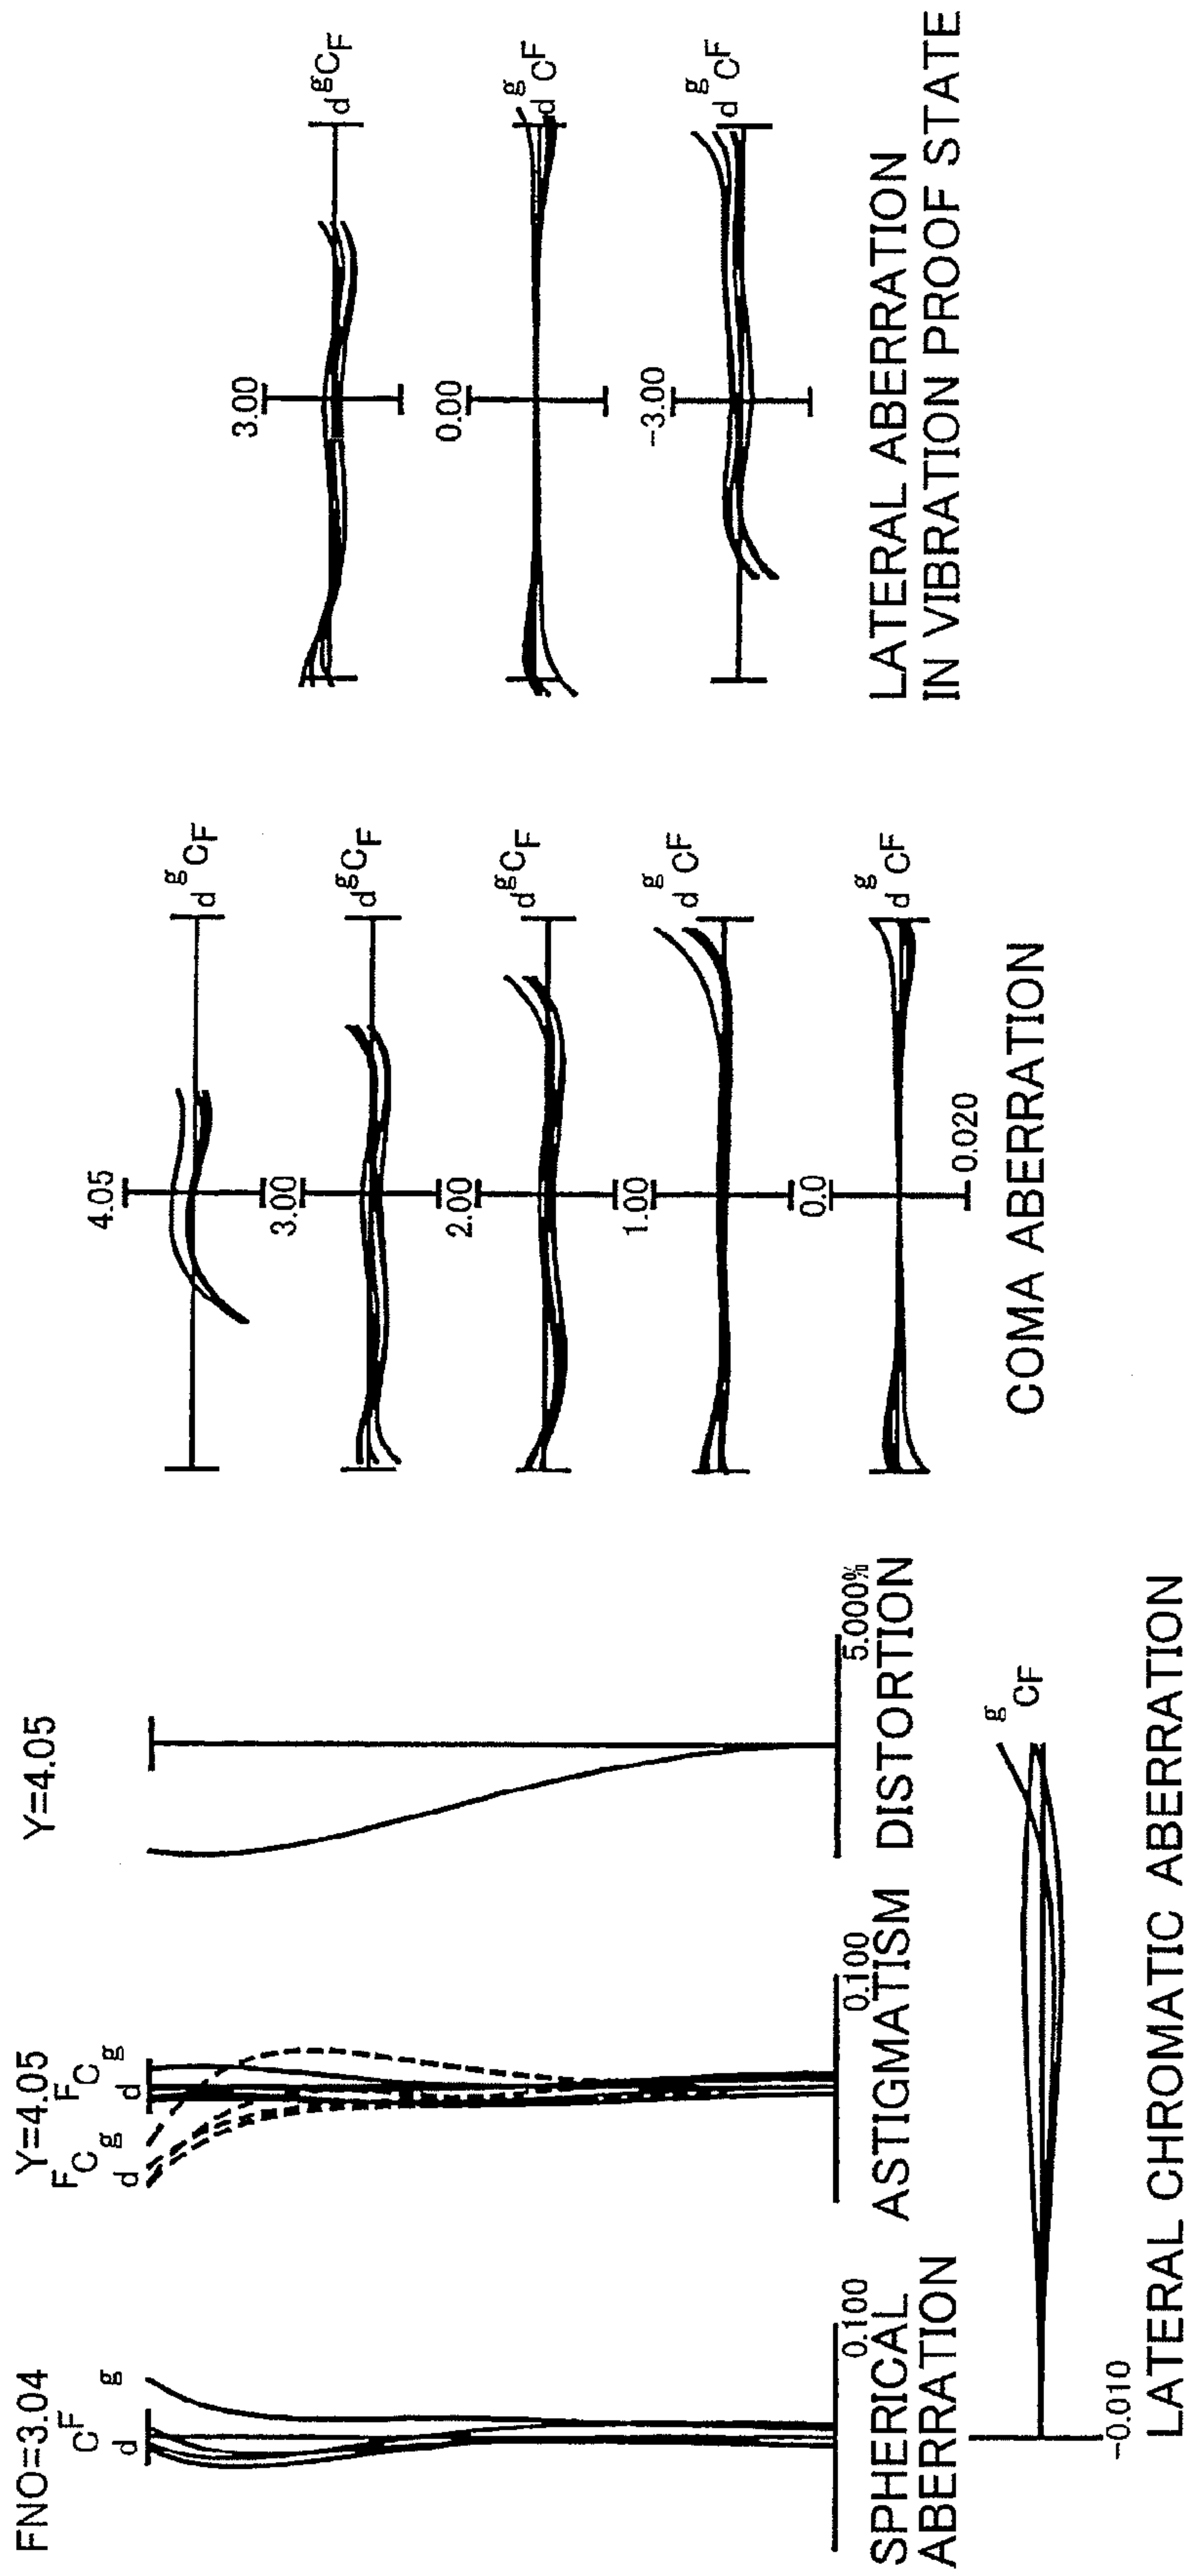 FNO=3.04
C F
d
g
0.100
SPHERICAL
ABERRATION
Y=4.05
F C g
d
F C g
d
0.100
ASTIGMATISM
Y=4.05
5.000%
DISTORTION
g
CF
-0.010
LATERAL CHROMATIC ABERRATION
4.05
d g C F
3.00
d g C F
2.00
d g C F
1.00
d g C F
0.0
d g C F
0.020
COMA ABERRATION
3.00
d g C F
0.00
d g C F
-3.00
d g C F
LATERAL ABERRATION
IN VIBRATION PROOF STATE